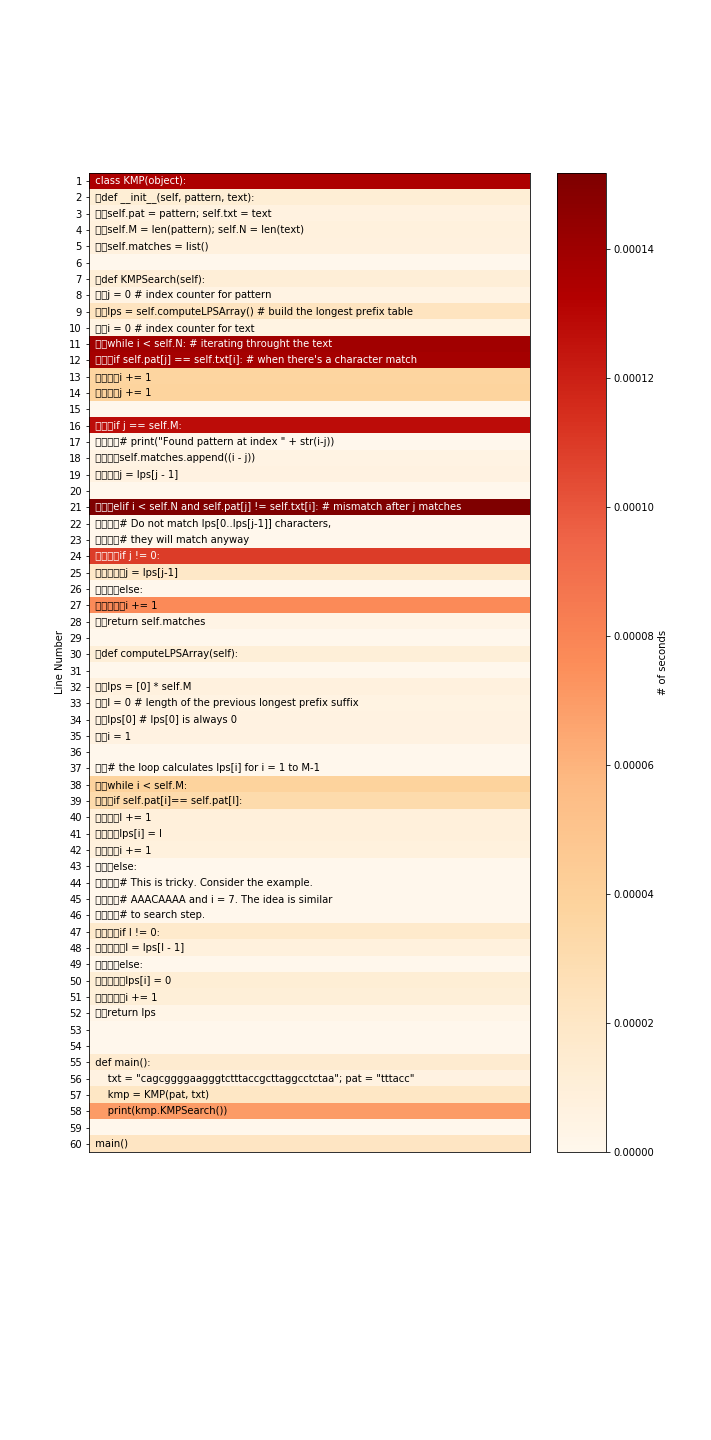 1 class KMP(object):
2 def __init__(self, pattern, text):
3 self.pat = pattern; self.txt = text
4 self.M = len(pattern); self.N = len(text)
5 self.matches = list()
6
7 def KMPSearch(self):
8 j = 0 # index counter for pattern
9 lps = self.computeLPSArray() # build the longest prefix table
10 i = 0 # index counter for text
11 while i < self.N: # iterating throught the text
12 if self.pat[j] == self.txt[i]: # when there's a character match
13 i += 1
14 j += 1
15
16 if j == self.M:
17 # print("Found pattern at index " + str(i-j))
18 self.matches.append((i - j))
19 j = lps[j - 1]
20
21 elif i < self.N and self.pat[j] != self.txt[i]: # mismatch after j matches
22 # Do not match lps[0..lps[j-1]] characters,
23 # they will match anyway
24 if j != 0:
25 j = lps[j-1]
26 else:
27 i += 1
28 return self.matches
29
30 def computeLPSArray(self):
31
32 lps = [0] * self.M
33 l = 0 # length of the previous longest prefix suffix
34 lps[0] # lps[0] is always 0
35 i = 1
36
37 # the loop calculates lps[i] for i = 1 to M-1
38 while i < self.M:
39 if self.pat[i]== self.pat[l]:
40 l += 1
41 lps[i] = l
42 i += 1
43 else:
44 # This is tricky. Consider the example.
45 # AAACAAAA and i = 7. The idea is similar
46 # to search step.
47 if l != 0:
48 l = lps[l - 1]
49 else:
50 lps[i] = 0
51 i += 1
52 return lps
53
54
55 def main():
56 txt = "cagcggggaagggtctttaccgcttaggcctctaa"; pat = "tttacc"
57 kmp = KMP(pat, txt)
58 print(kmp.KMPSearch())
59
60 main()
Line Number
0.00014
0.00012
0.00010
0.00008
0.00006
0.00004
0.00002
0.00000
# of seconds